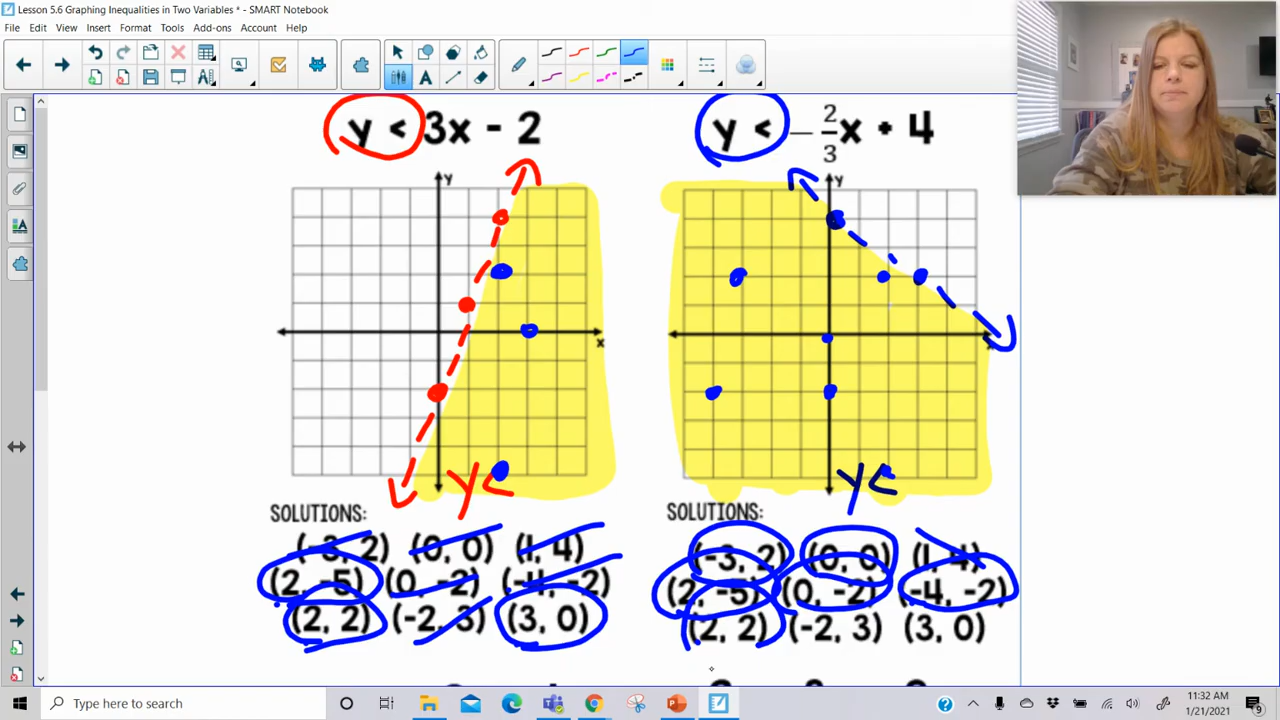 Lesson 5.6 Graphing Inequalities in Two Variables * - SMART Notebook
File Edit View Insert Format Tools Add-ons Account Help
y < 3x - 2
y < - 2/3 x + 4
y
x
y<
y
x
y<
SOLUTIONS:
(-3, 2) (0, 0) (1, 4)
(2, -5) (0, -2) (-4, -2)
(2, 2) (-2, 3) (3, 0)
SOLUTIONS:
(-3, 2) (0, 0) (1, 4)
(2, -5) (0, -2) (-4, -2)
(2, 2) (-2, 3) (3, 0)
Type here to search
11:32 AM
1/21/2021
9